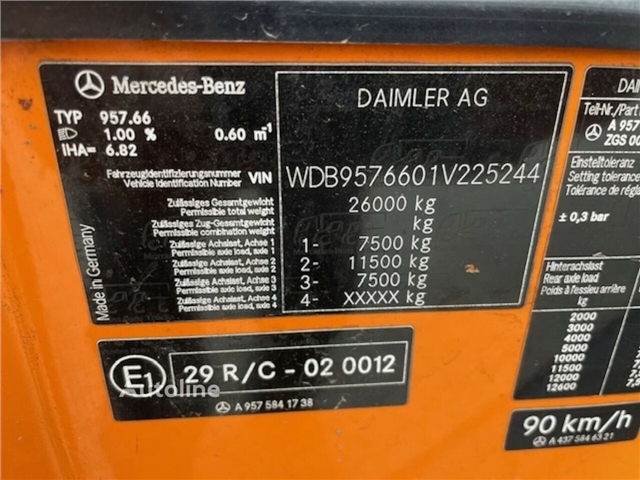 Mercedes-Benz
TYP 957.66
1.00 % 0.60 m¹
IHA= 6.82
Fahrzeugidentifizierungsnummer
Vehicle Identification Number VIN
Zulässiges Gesamtgewicht
Permissible total weight
Zulässiges Zug-Gesamtgewicht
Permissible combination weight
Zulässige Achslast, Achse 1
Permissible axle load, axle 1
Zulässige Achslast, Achse 2
Permissible axle load, axle 2
Zulässige Achslast, Achse 3
Permissible axle load, axle 3
Zulässige Achslast, Achse 4
Permissible axle load, axle 4
Made in Germany
DAIMLER AG
WDB9576601V225244
26000 kg
kg
1- 7500 kg
2- 11500 kg
3- 7500 kg
4- XXXXX kg
E1 29 R/C - 02 0012
A 957 584 17 38
Autoline
Teil-Nr./Part
A 957
ZGS 00
Einstelltoleranz
Setting tolerance
Tolérance de régla
± 0,3 bar
Hinterachslast
Rear axle load
Poids à l'essieu arrière
kg
2000
3000
4000
5000
10000
11500
12000
12600
90 km/h
A 437 584 63 21